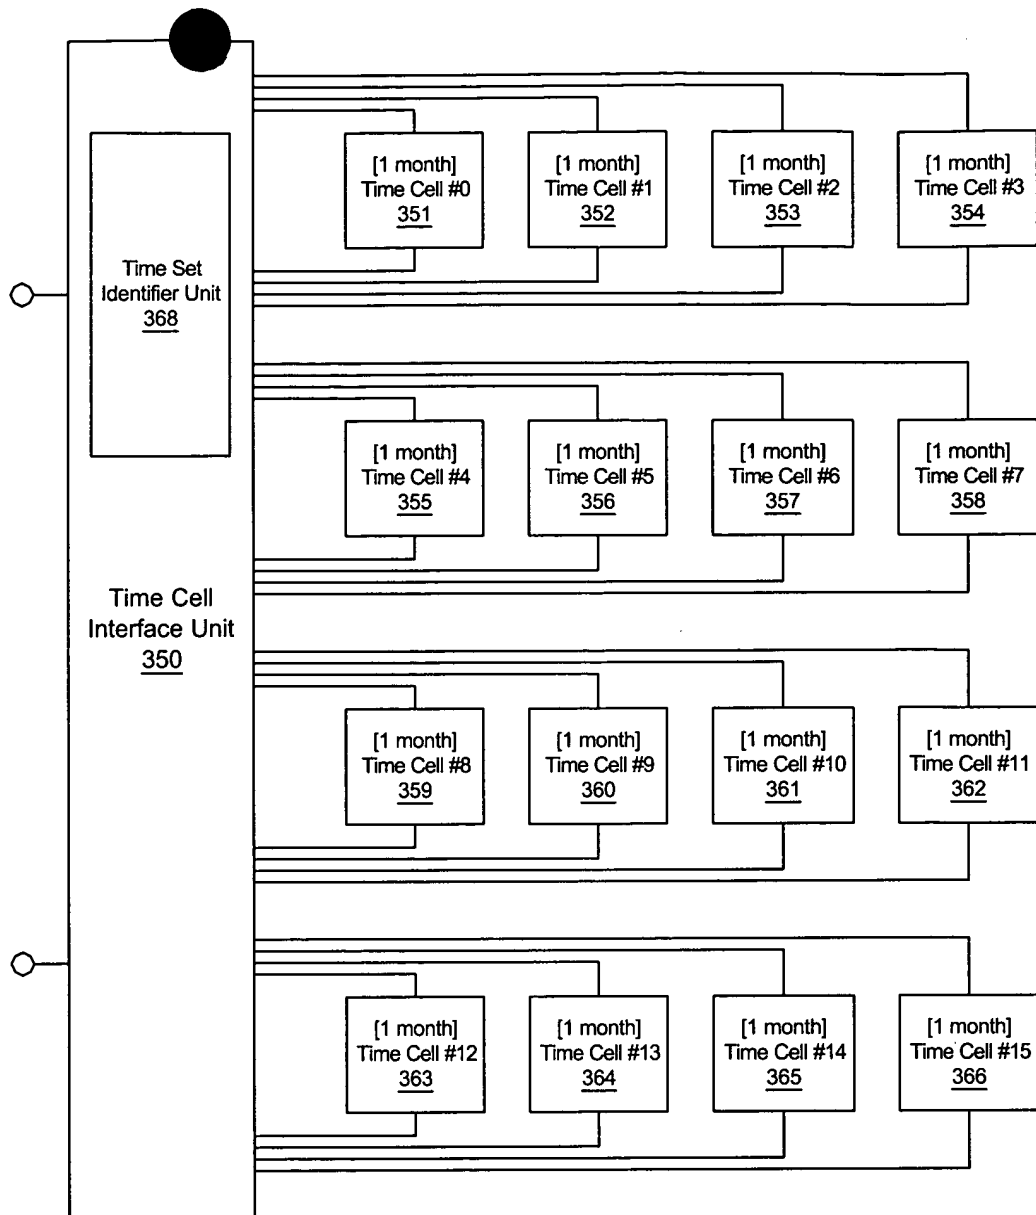 [1 month]
Time Cell #0
351
[1 month]
Time Cell #1
352
[1 month]
Time Cell #2
353
[1 month]
Time Cell #3
354
Time Set
Identifier Unit
368
[1 month]
Time Cell #4
355
[1 month]
Time Cell #5
356
[1 month]
Time Cell #6
357
[1 month]
Time Cell #7
358
Time Cell
Interface Unit
350
[1 month]
Time Cell #8
359
[1 month]
Time Cell #9
360
[1 month]
Time Cell #10
361
[1 month]
Time Cell #11
362
[1 month]
Time Cell #12
363
[1 month]
Time Cell #13
364
[1 month]
Time Cell #14
365
[1 month]
Time Cell #15
366